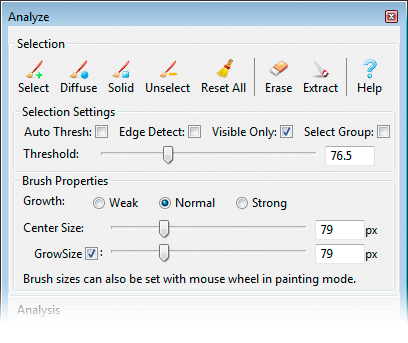 Analyze
Selection
Select Diffuse Solid Unselect Reset All Erase Extract Help
Selection Settings
Auto Thresh: Edge Detect: Visible Only: Select Group:
Threshold: 76.5
Brush Properties
Growth: Weak Normal Strong
Center Size: 79 px
GrowSize : 79 px
Brush sizes can also be set with mouse wheel in painting mode.
Analysis